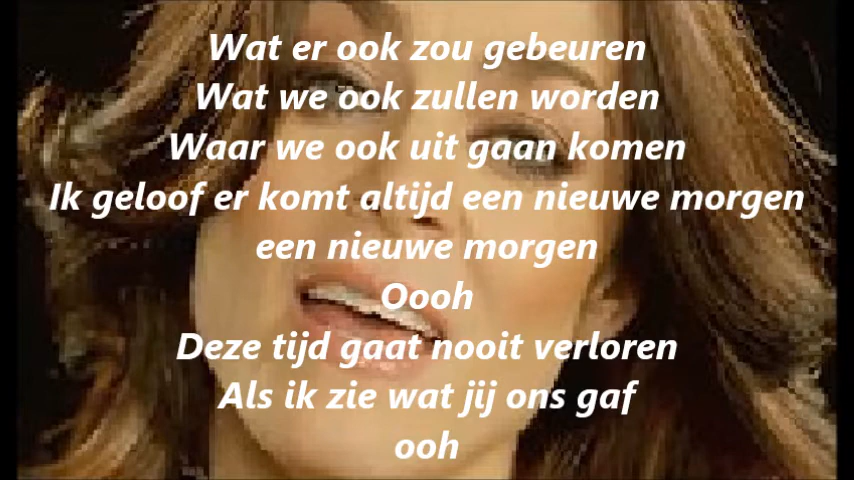 Wat er ook zou gebeuren
Wat we ook zullen worden
Waar we ook uit gaan komen
Ik geloof er komt altijd een nieuwe morgen
een nieuwe morgen
Oooh
Deze tijd gaat nooit verloren
Als ik zie wat jij ons gaf
ooh